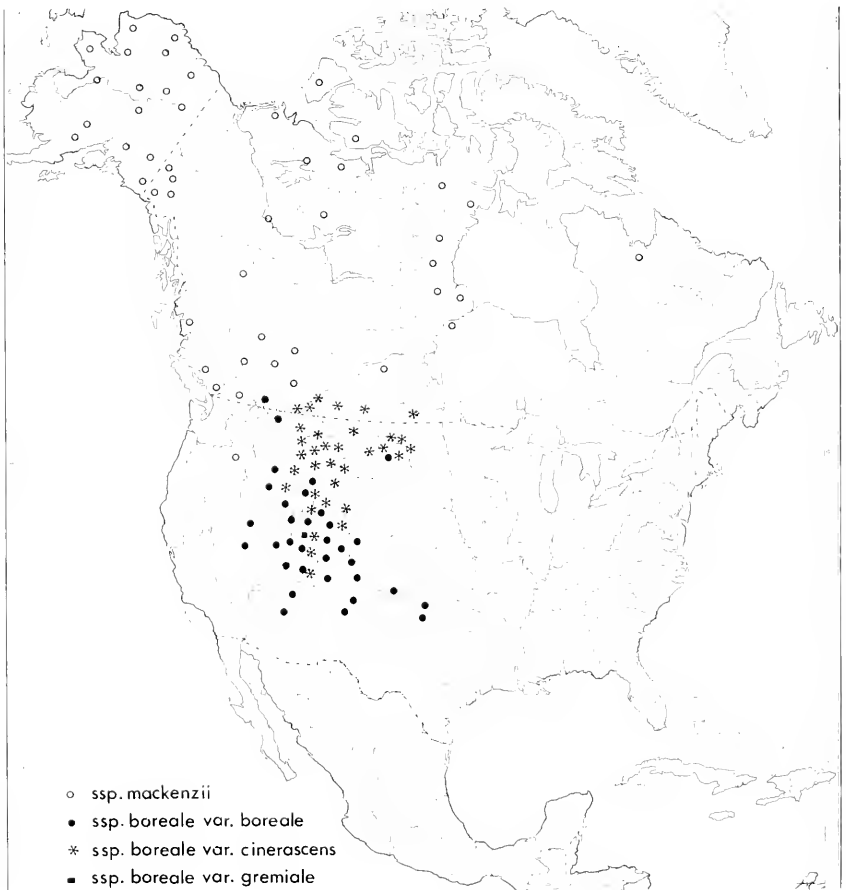 ssp. mackenzii
ssp. boreale var. boreale
ssp. boreale var. cinerascens
ssp. boreale var. gremiale